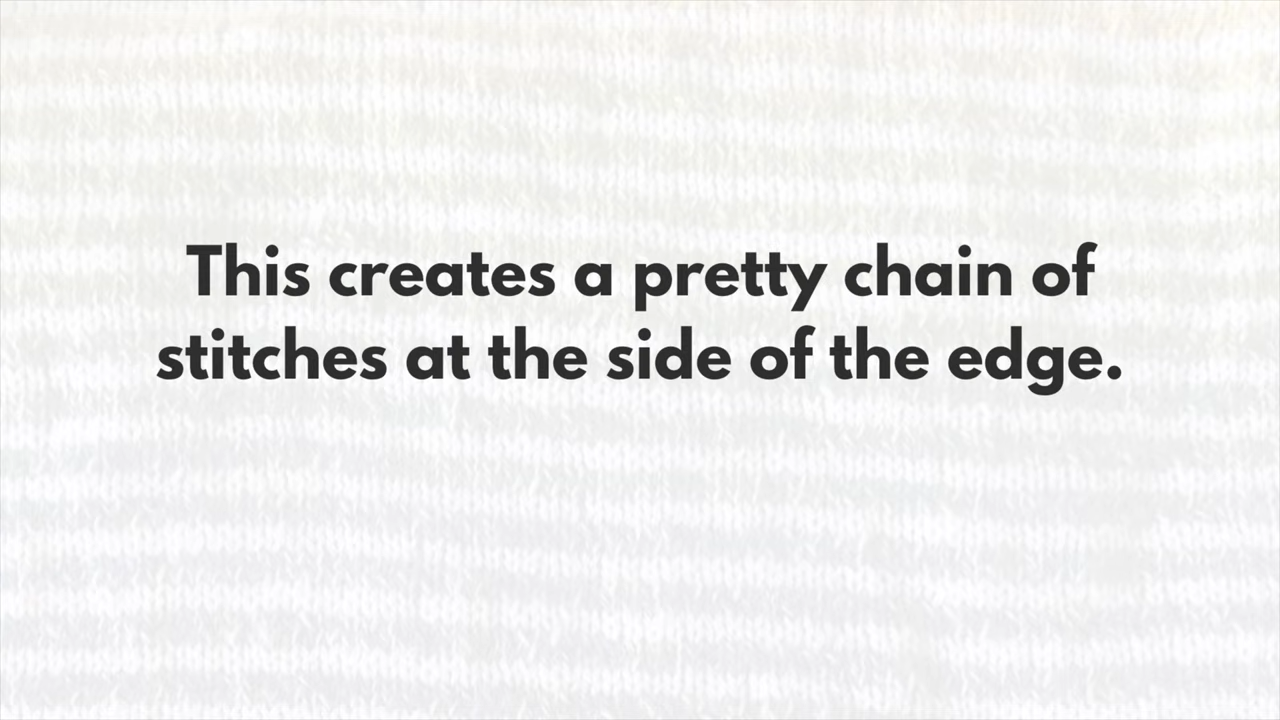 This creates a pretty chain of
stitches at the side of the edge.